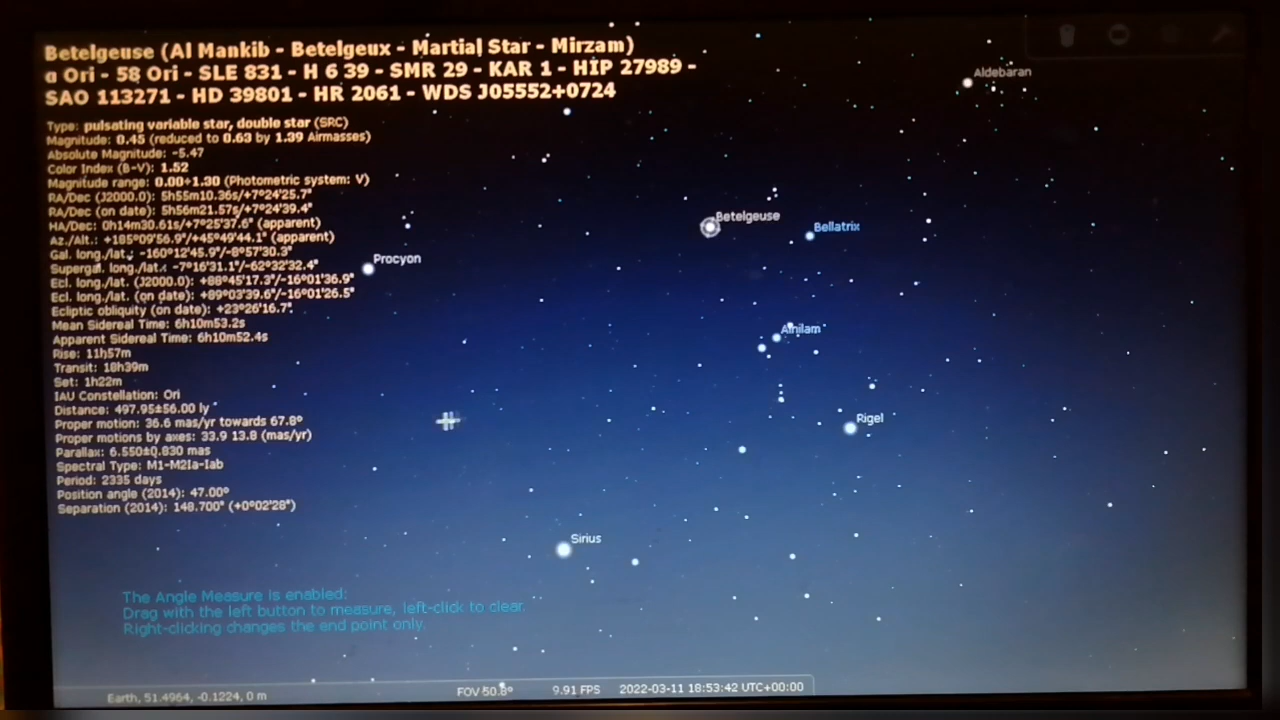 Betelgeuse (Al Mankib - Betelgeux - Martial Star - Mirzam)
α Ori - 58 Ori - SLE 831 - H 6 39 - SMR 29 - KAR 1 - HIP 27989 -
SAO 113271 - HD 39801 - HR 2061 - WDS J05552+0724
Type: pulsating variable star, double star (SRC)
Magnitude: 0.45 (reduced to 0.63 by 1.39 Airmasses)
Absolute Magnitude: -5.47
Color Index (B-V): 1.52
Magnitude range: 0.00÷1.30 (Photometric system: V)
RA/Dec (J2000.0): 5h55m10.36s/+7°24'25.7"
RA/Dec (on date): 5h56m21.57s/+7°24'39.4"
HA/Dec: 0h14m30.61s/+7°25'37.6" (apparent)
Az./Alt.: +185°09'56.9"/+45°49'44.1" (apparent)
Gal. long./lat.: -160°12'45.9"/-8°57'30.3"
Supergal. long./lat.: -7°16'31.1"/-62°32'32.4"
Ecl. long./lat. (J2000.0): +88°45'17.3"/-16°01'36.9"
Ecl. long./lat. (on date): +89°03'39.6"/-16°01'26.5"
Ecliptic obliquity (on date): +23°26'16.7"
Mean Sidereal Time: 6h10m53.2s
Apparent Sidereal Time: 6h10m52.4s
Rise: 11h57m
Transit: 18h39m
Set: 1h22m
IAU Constellation: Ori
Distance: 497.95±56.00 ly
Proper motion: 36.6 mas/yr towards 67.8°
Proper motions by axes: 33.9 13.8 (mas/yr)
Parallax: 6.550±0.830 mas
Spectral Type: M1-M2Ia-Iab
Period: 2335 days
Position angle (2014): 47.00°
Separation (2014): 148.700" (+0°02'28")
Aldebaran
Betelgeuse
Bellatrix
Procyon
Alnilam
Rigel
Sirius
The Angle Measure is enabled:
Drag with the left button to measure, left-click to clear.
Right-clicking changes the end point only.
Earth, 51.4964, -0.1224, 0 m
FOV 50.8°
9.91 FPS
2022-03-11 18:53:42 UTC+00:00